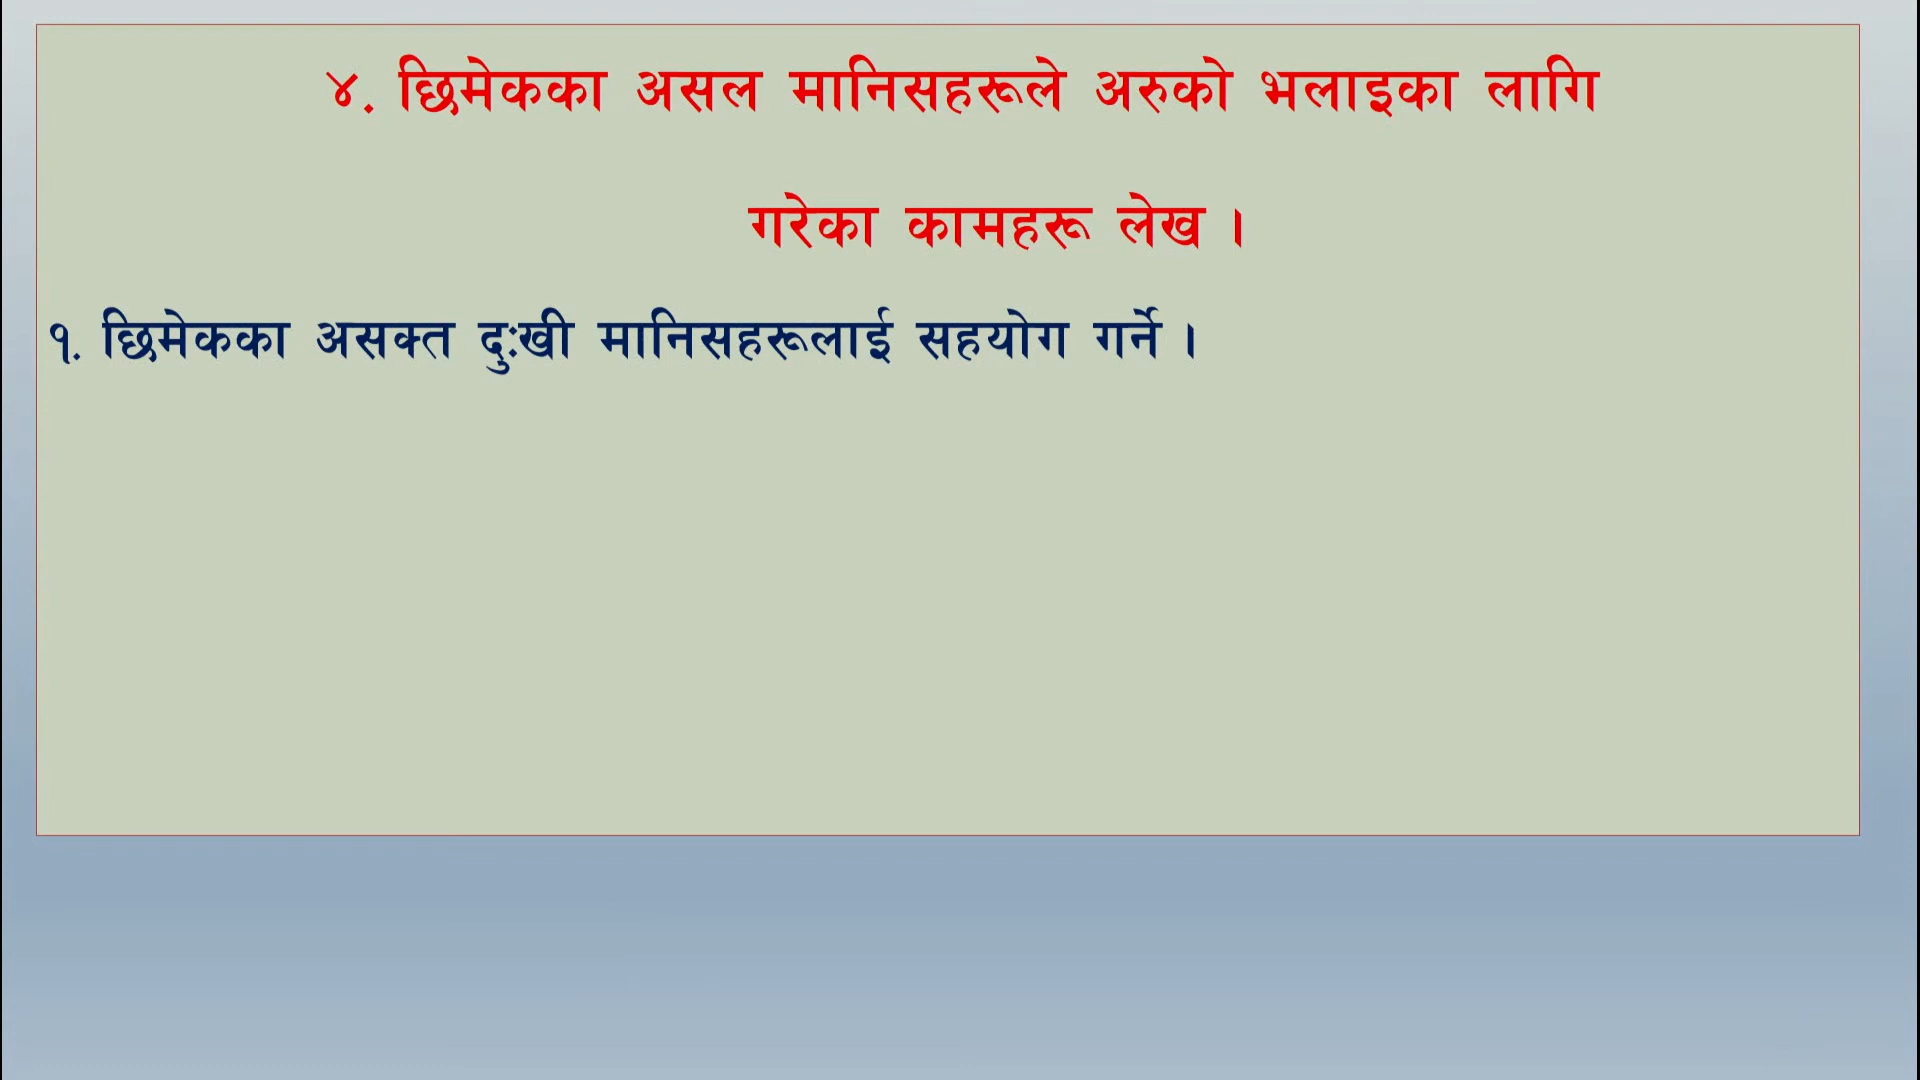 ४. छिमेकका असल मानिसहरूले अरुको भलाइका लागि
गरेका कामहरू लेख ।
१. छिमेकका असक्त दुःखी मानिसहरूलाई सहयोग गर्ने ।